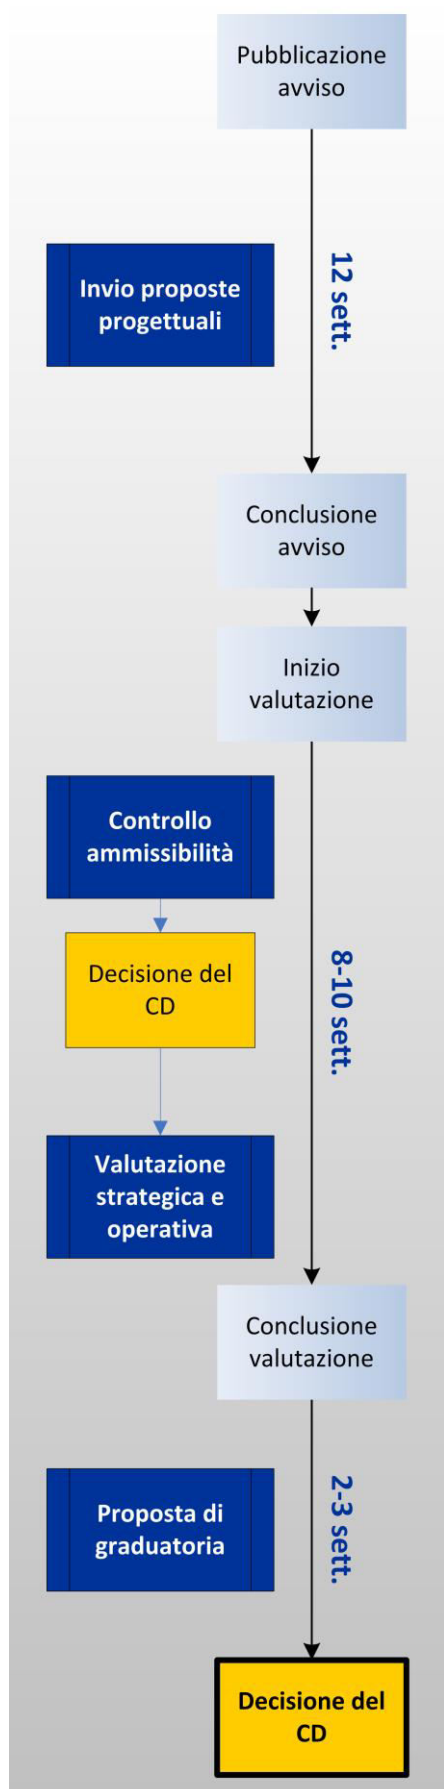 Pubblicazione
avviso
12 sett.
Invio proposte
progettuali
Conclusione
avviso
Inizio
valutazione
Controllo
ammissibilità
8-10 sett.
Decisione del
CD
Valutazione
strategica e
operativa
Conclusione
valutazione
2-3 sett.
Proposta di
graduatoria
Decisione del
CD